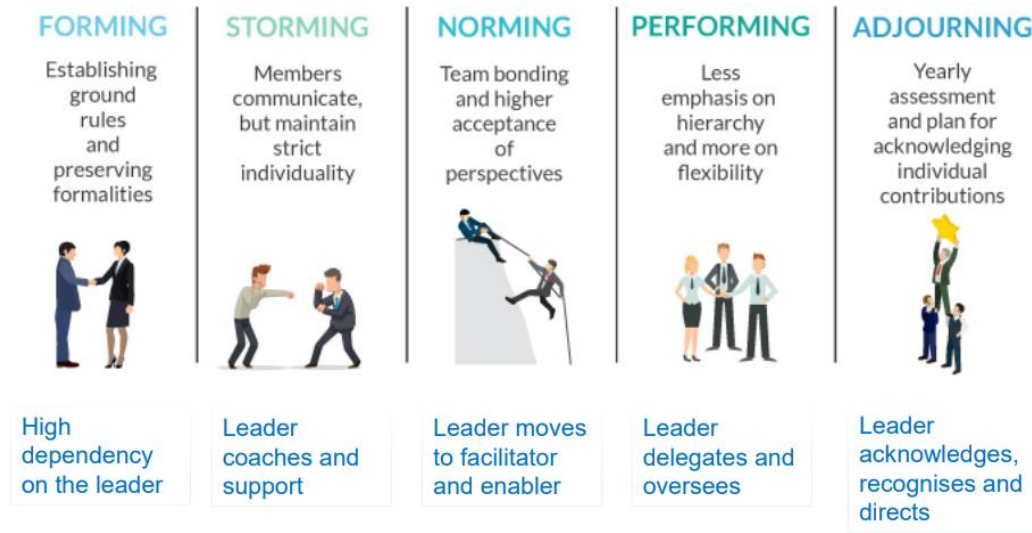 FORMING
Establishing
ground
rules
and
preserving
formalities
STORMING
Members
communicate,
but maintain
strict
individuality
NORMING
Team bonding
and higher
acceptance
of
perspectives
PERFORMING
Less
emphasis on
hierarchy
and more on
flexibility
ADJOURNING
Yearly
assessment
and plan for
acknowledging
individual
contributions
High
dependency
on the leader
Leader
coaches and
support
Leader moves
to facilitator
and enabler
Leader
delegates and
oversees
Leader
acknowledges,
recognises and
directs